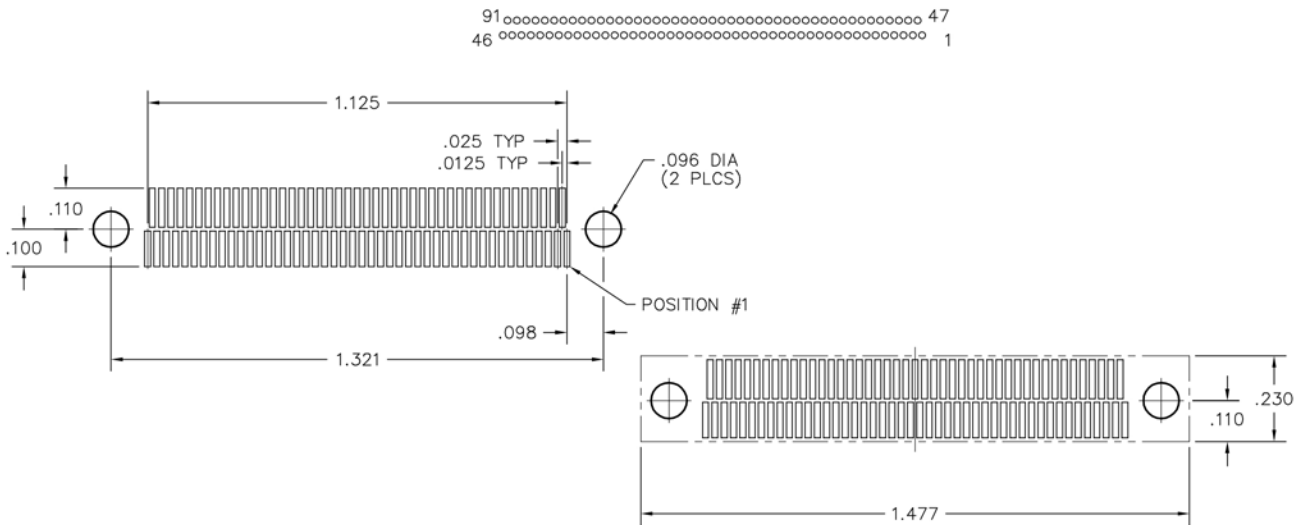 91 47
46 1
1.125
.025 TYP
.0125 TYP
.096 DIA
(2 PLCS)
.110
.100
POSITION #1
.098
1.321
.230
.110
1.477